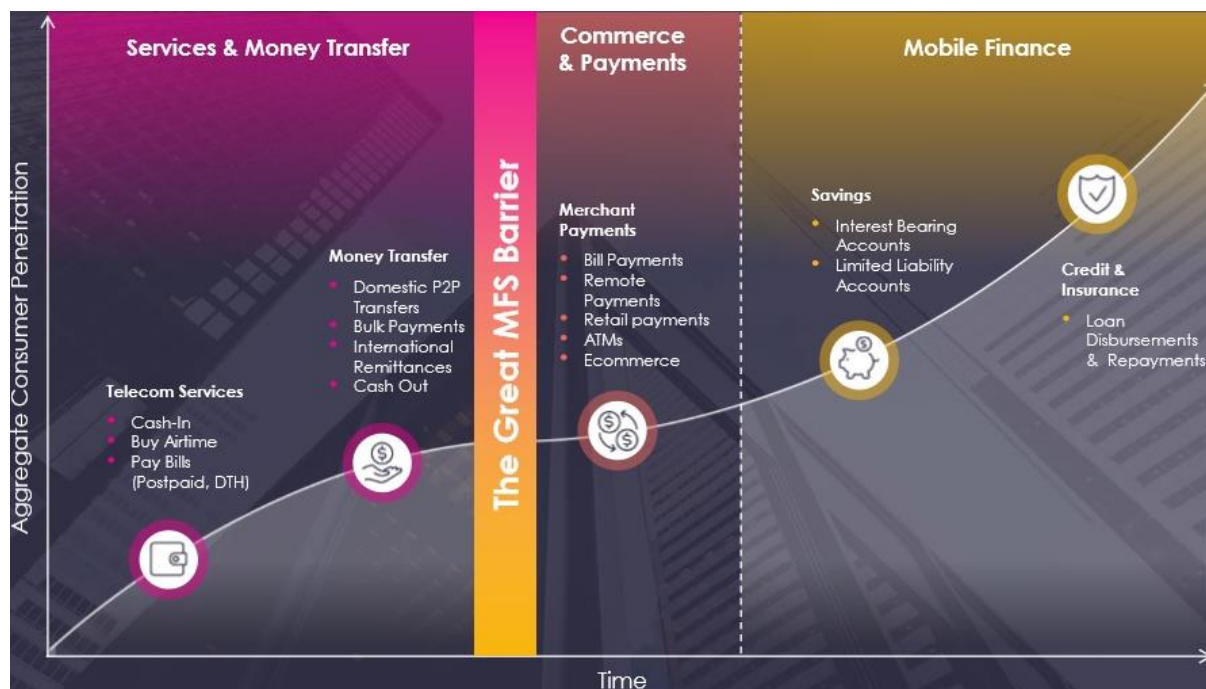 Services & Money Transfer
Commerce
& Payments
Mobile Finance
Aggregate Consumer Penetration
Telecom Services
Cash-In
Buy Airtime
Pay Bills
(Postpaid, DTH)
Money Transfer
Domestic P2P
Transfers
Bulk Payments
International
Remittances
Cash Out
The Great MFS Barrier
Merchant
Payments
Bill Payments
Remote
Payments
Retail payments
ATMs
Ecommerce
Savings
Interest Bearing
Accounts
Limited Liability
Accounts
Credit &
Insurance
Loan
Disbursements
& Repayments
Time